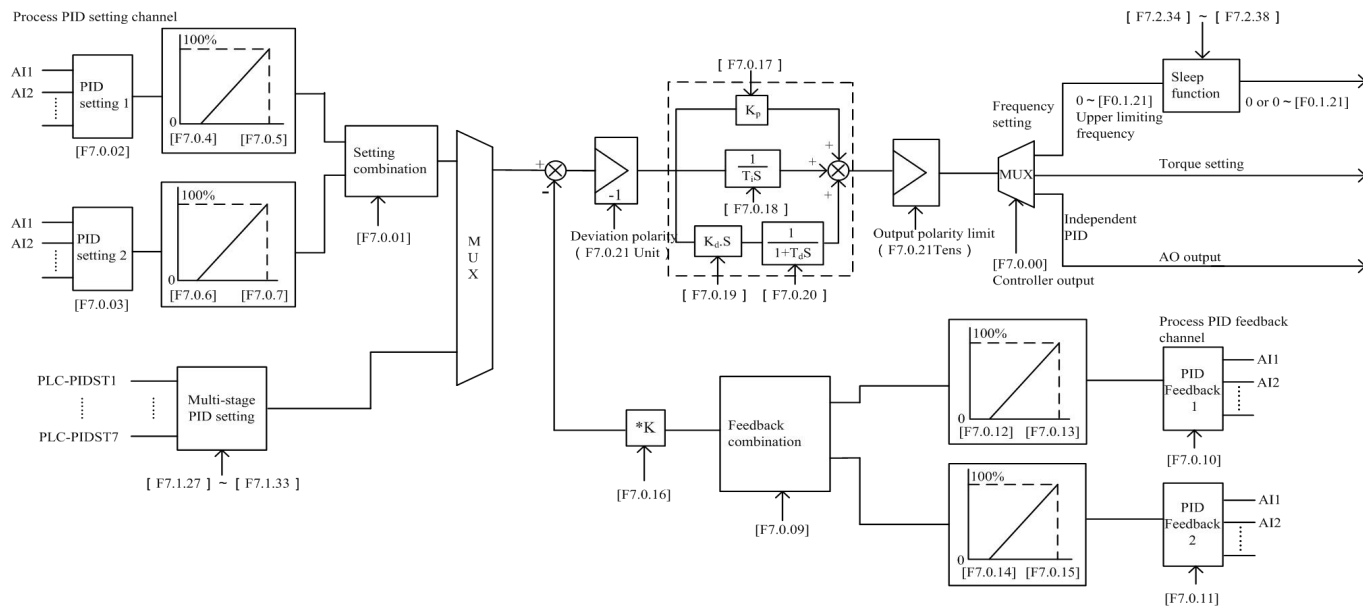 Process PID setting channel
AI1
AI2
PID
setting 1
[F7.0.02]
100%
0
[F7.0.4]
[F7.0.5]
AI1
AI2
PID
setting 2
[F7.0.03]
100%
0
[F7.0.6]
[F7.0.7]
Setting
combination
[F7.0.01]
PLC-PIDST1
PLC-PIDST7
Multi-stage
PID setting
[ F7.1.27 ] ~ [ F7.1.33 ]
M
U
X
+
-
-1
Deviation polarity
( F7.0.21 Unit )
[ F7.0.17 ]
Kp
1
TiS
[ F7.0.18 ]
Kd.S
1
1+TdS
[ F7.0.19 ]
[ F7.0.20 ]
+
+
+
Output polarity limit
( F7.0.21Tens )
Frequency
setting
MUX
[F7.0.00]
Controller output
0 ~ [F0.1.21]
Upper limiting
frequency
[ F7.2.34 ] ~ [ F7.2.38 ]
Sleep
function
0 or 0 ~ [F0.1.21]
Torque setting
Independent
PID
AO output
*K
[F7.0.16]
Feedback
combination
[F7.0.09]
100%
0
[F7.0.12]
[F7.0.13]
100%
0
[F7.0.14]
[F7.0.15]
Process PID feedback
channel
PID
Feedback
1
AI1
AI2
[F7.0.10]
PID
Feedback
2
AI1
AI2
[F7.0.11]